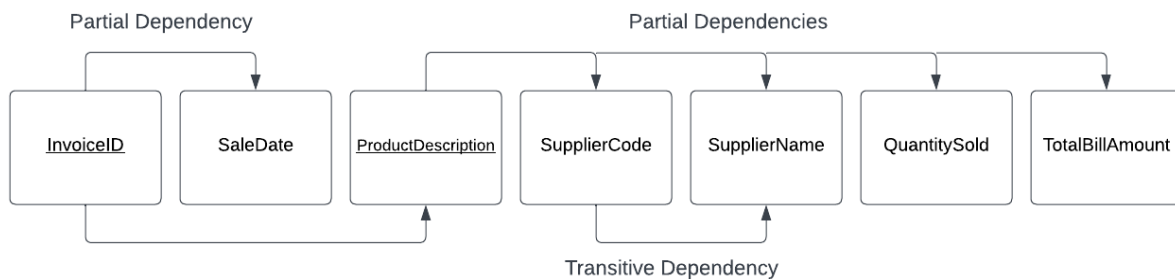 Partial Dependency
Partial Dependencies
InvoiceID
SaleDate
ProductDescription
SupplierCode
SupplierName
QuantitySold
TotalBillAmount
Transitive Dependency